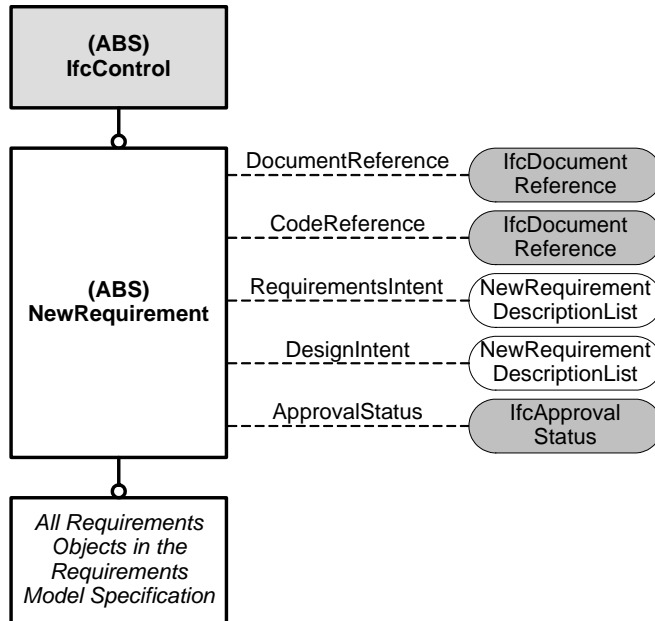 (ABS)
IfcControl
(ABS)
NewRequirement
DocumentReference
IfcDocument
Reference
CodeReference
IfcDocument
Reference
RequirementsIntent
NewRequirement
DescriptionList
DesignIntent
NewRequirement
DescriptionList
ApprovalStatus
IfcApproval
Status
All Requirements
Objects in the
Requirements
Model Specification